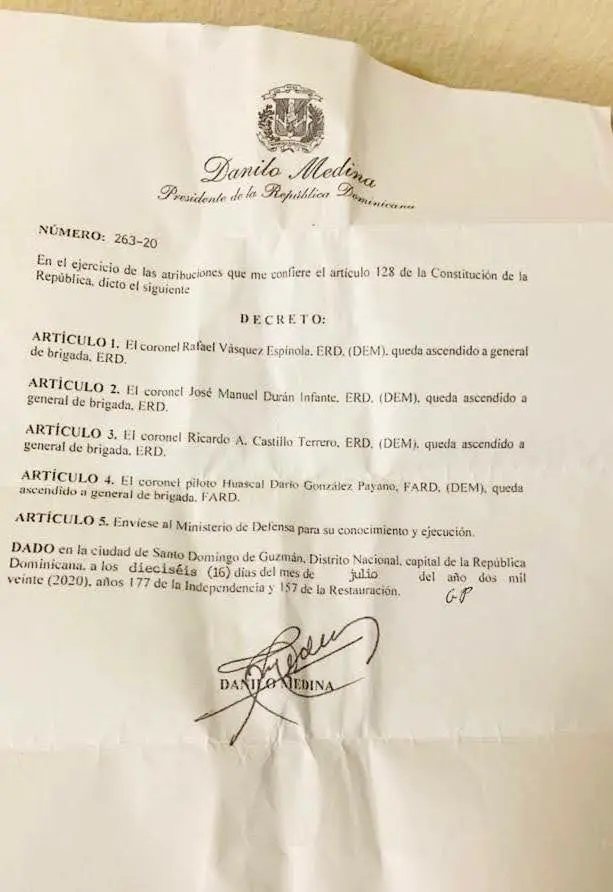 Danilo Medina
Presidente de la República Dominicana
NÚMERO: 263-20
En el ejercicio de las atribuciones que me confiere el artículo 128 de la Constitución de la
República, dicto el siguiente
DECRETO:
ARTÍCULO 1. El coronel Rafael Vásquez Espínola, ERD, (DEM), queda ascendido a general
de brigada, ERD.
ARTÍCULO 2. El coronel José Manuel Durán Infante, ERD, (DEM), queda ascendido a
general de brigada, ERD.
ARTÍCULO 3. El coronel Ricardo A. Castillo Terrero, ERD, (DEM), queda ascendido a
general de brigada, ERD.
ARTÍCULO 4. El coronel piloto Huascal Darío González Payano, FARD, (DEM), queda
ascendido a general de brigada, FARD.
ARTÍCULO 5. Envíese al Ministerio de Defensa para su conocimiento y ejecución.
DADO en la ciudad de Santo Domingo de Guzmán, Distrito Nacional, capital de la República
Dominicana, a los dieciséis (16) días del mes de julio del año dos mil
veinte (2020), años 177 de la Independencia y 157 de la Restauración.
GP
DANILO MEDINA